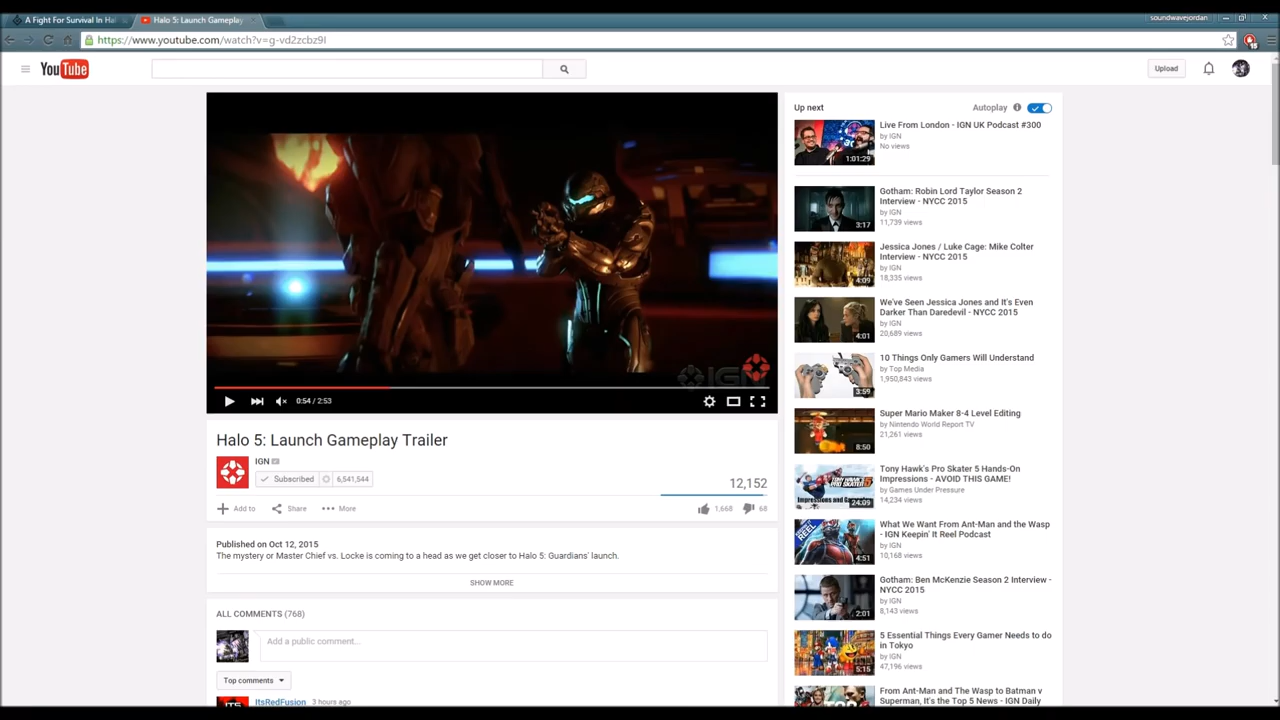 A Fight For Survival In Hal
Halo 5: Launch Gameplay
soundwavejordan
https://www.youtube.com/watch?v=g-vd2zcbz9I
15
YouTube
Upload
IGN
0:54 / 2:53
Halo 5: Launch Gameplay Trailer
IGN
Subscribed
6,541,544
12,152
Add to
Share
More
1,668
68
Published on Oct 12, 2015
The mystery or Master Chief vs. Locke is coming to a head as we get closer to Halo 5: Guardians' launch.
SHOW MORE
ALL COMMENTS (768)
Add a public comment...
Top comments
ItsRedFusion 3 hours ago
Up next
Autoplay
Live From London - IGN UK Podcast #300
by IGN
No views
1:01:29
Gotham: Robin Lord Taylor Season 2
Interview - NYCC 2015
by IGN
11,739 views
3:17
Jessica Jones / Luke Cage: Mike Colter
Interview - NYCC 2015
by IGN
18,335 views
4:09
We've Seen Jessica Jones and It's Even
Darker Than Daredevil - NYCC 2015
by IGN
20,689 views
4:01
10 Things Only Gamers Will Understand
by Top Media
1,950,843 views
3:59
Super Mario Maker 8-4 Level Editing
by Nintendo World Report TV
21,261 views
8:50
Tony Hawk's Pro Skater 5 Hands-On
Impressions - AVOID THIS GAME!
by Games Under Pressure
14,234 views
24:09
What We Want From Ant-Man and the Wasp
- IGN Keepin' It Reel Podcast
by IGN
10,168 views
4:51
Gotham: Ben McKenzie Season 2 Interview -
NYCC 2015
by IGN
8,143 views
2:01
5 Essential Things Every Gamer Needs to do
in Tokyo
by IGN
47,196 views
5:15
From Ant-Man and The Wasp to Batman v
Superman, It's the Top 5 News - IGN Daily